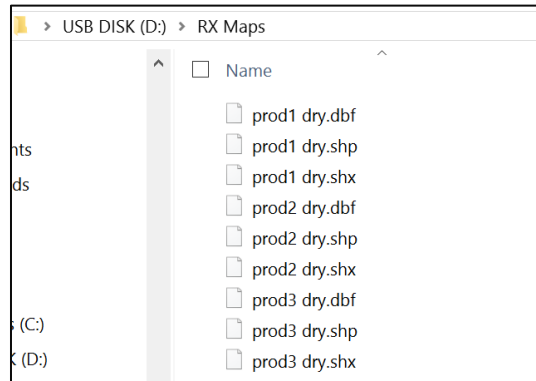 > USB DISK (D:) > RX Maps
Name
prod1 dry.dbf
nts
prod1 dry.shp
ds
prod1 dry.shx
prod2 dry.dbf
prod2 dry.shp
prod2 dry.shx
prod3 dry.dbf
s (C:)
prod3 dry.shp
K (D:)
prod3 dry.shx